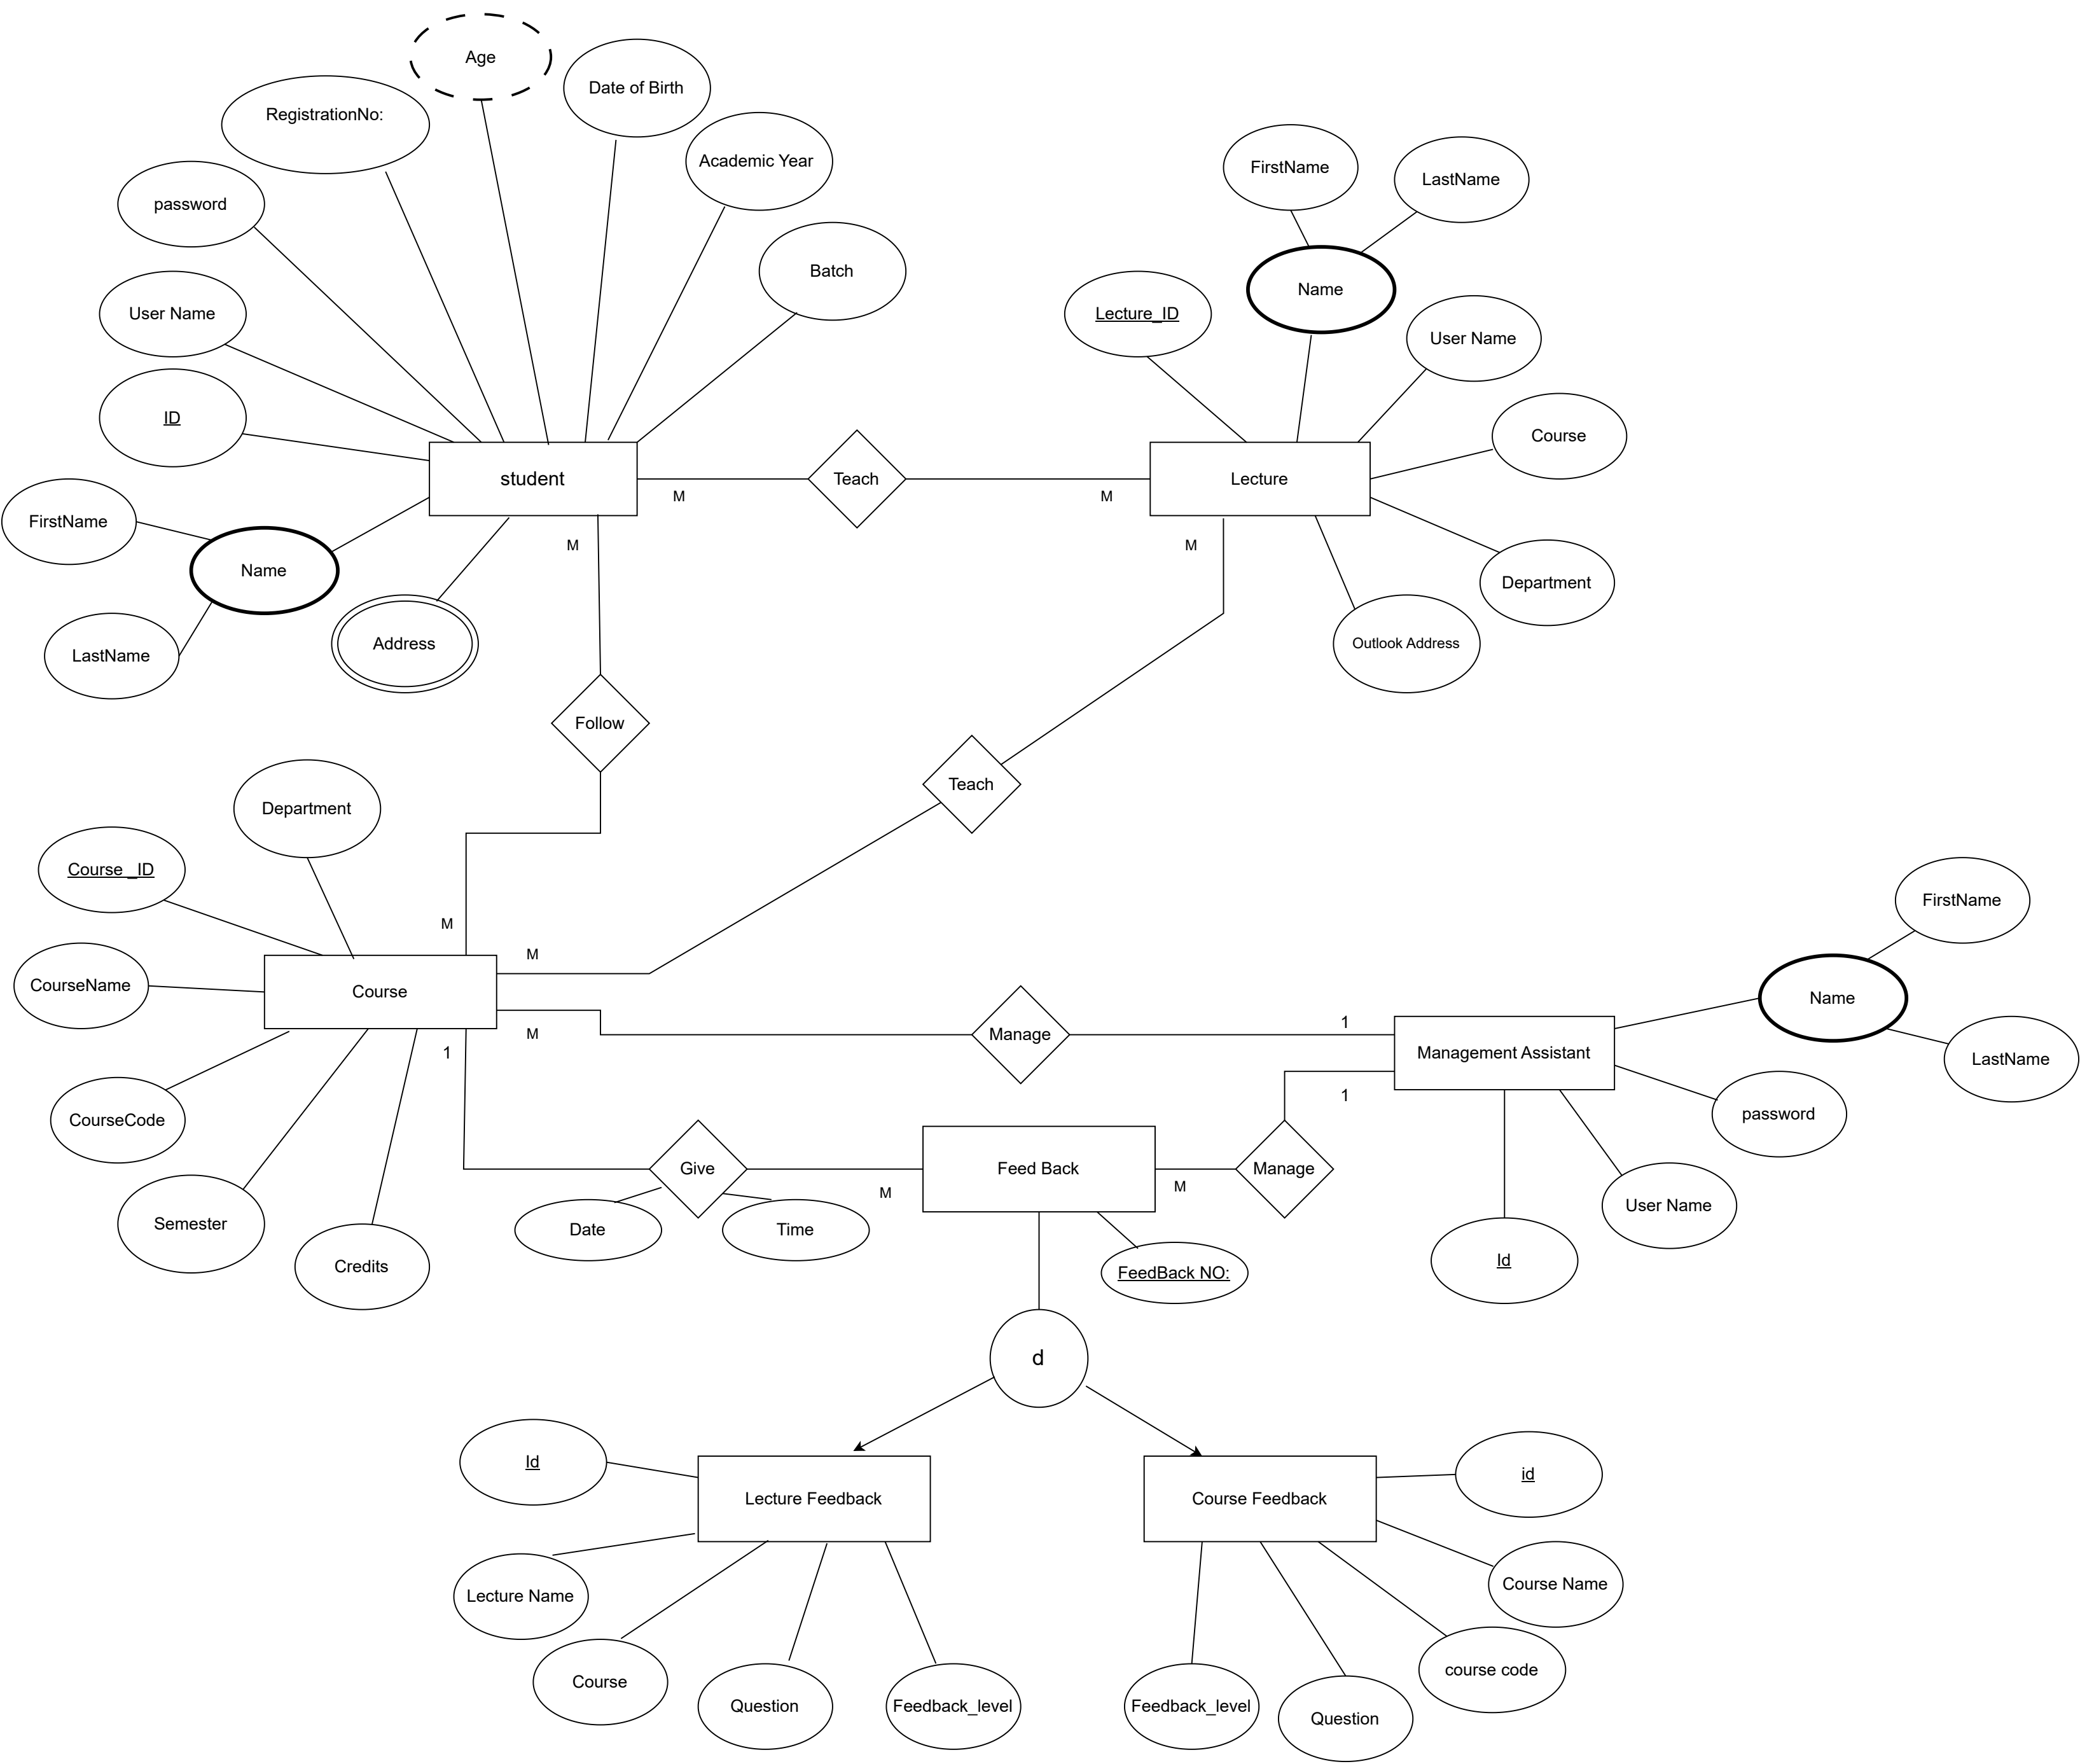 Age
Date of Birth
RegistrationNo:
Academic Year
FirstName
LastName
password
Batch
Name
Lecture_ID
User Name
User Name
ID
Course
student
Teach
Lecture
M
M
FirstName
M
M
Name
Department
Address
LastName
Outlook Address
Follow
Teach
Department
Course _ID
FirstName
M
M
CourseName
Course
Name
M
Manage
1
1
Management Assistant
LastName
1
CourseCode
password
Give
Feed Back
Manage
M
M
Semester
Date
Time
User Name
Credits
FeedBack NO:
Id
d
Id
id
Lecture Feedback
Course Feedback
Lecture Name
Course Name
Course
course code
Question
Feedback_level
Feedback_level
Question